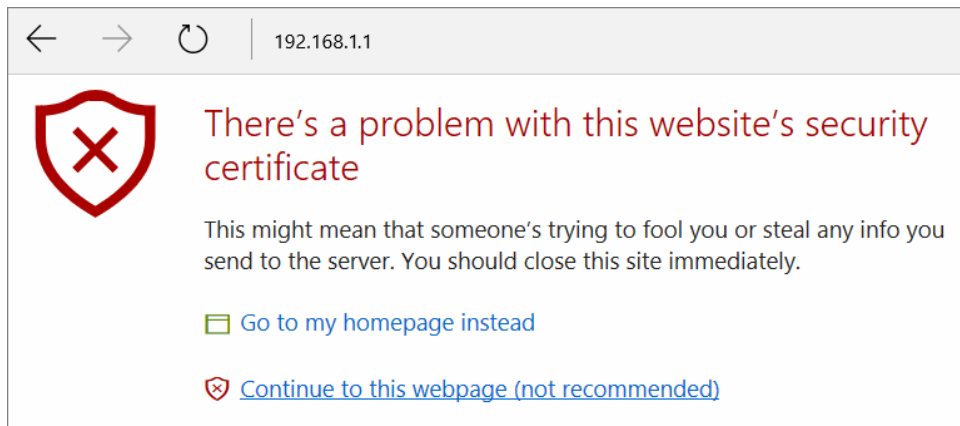 192.168.1.1
There’s a problem with this website’s security
certificate
This might mean that someone’s trying to fool you or steal any info you
send to the server. You should close this site immediately.
Go to my homepage instead
Continue to this webpage (not recommended)